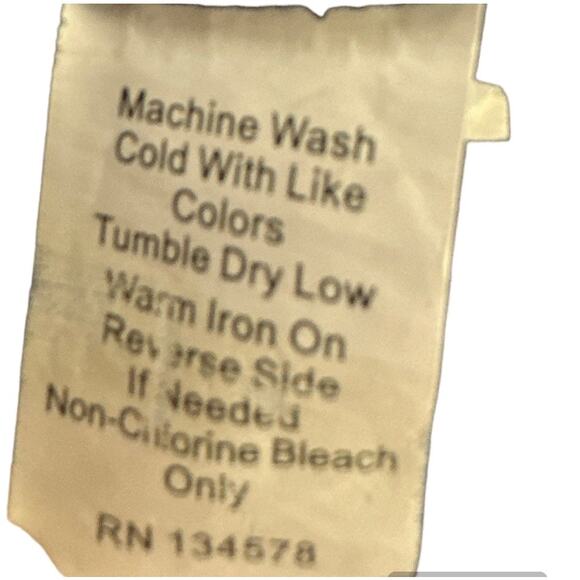 Machine Wash
Cold With Like
Colors
Tumble Dry Low
Warm Iron On
Reverse Side
If Needed
Non-Chlorine Bleach
Only
RN 134578